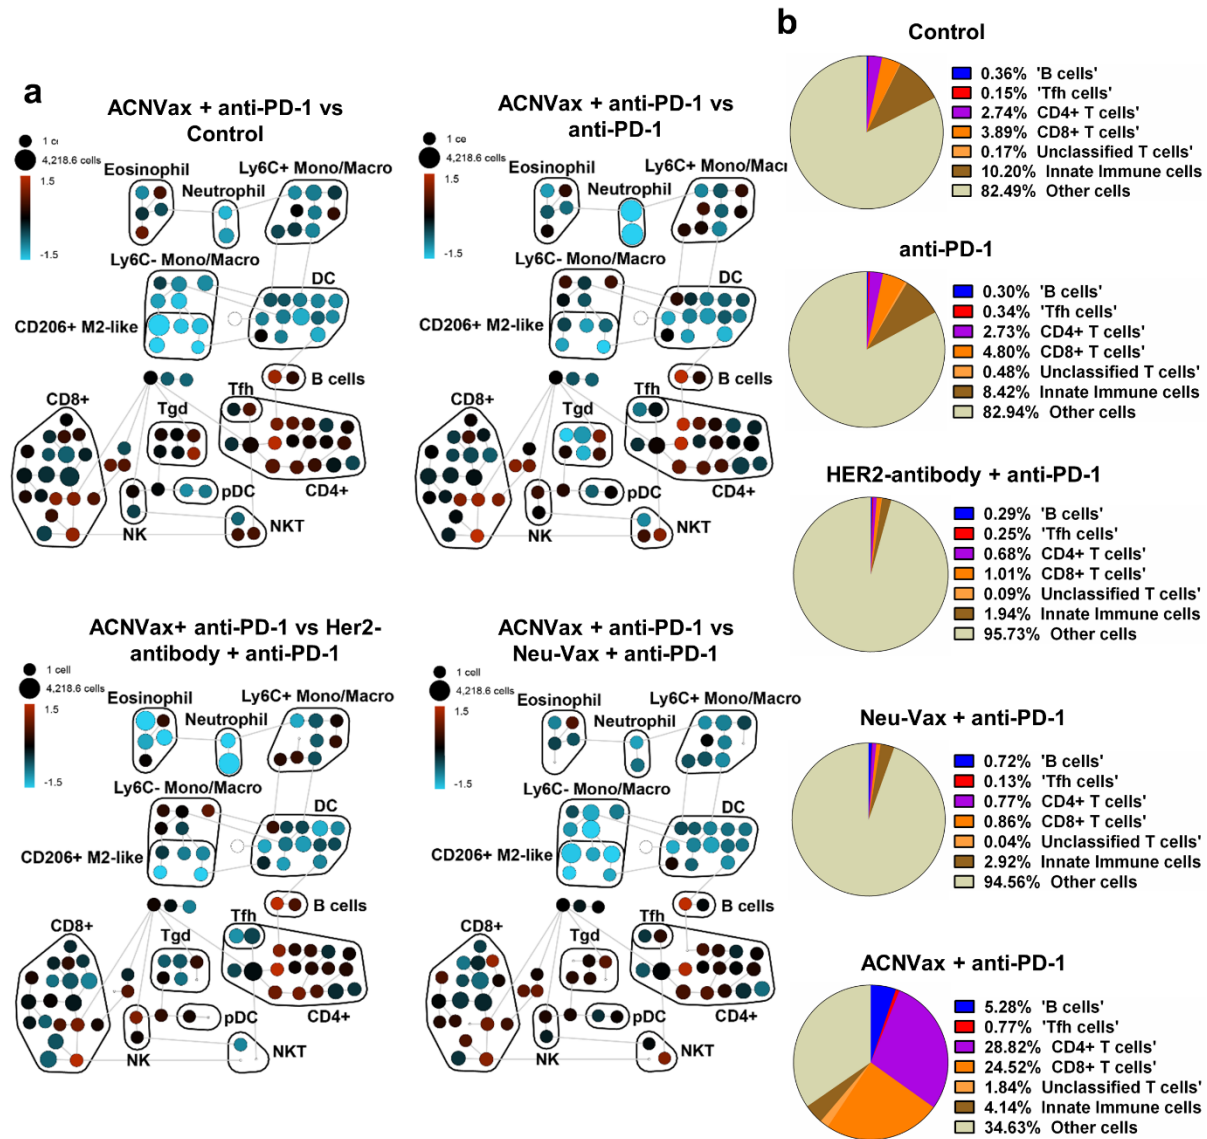 a
ACNVax + anti-PD-1 vs
Control
1 ce
4,218.6 cells
1.5
-1.5
Eosinophil
Neutrophil
Ly6C+ Mono/Macro
Ly6C- Mono/Macro
DC
CD206+ M2-like
B cells
Tfh
Tgd
CD8+
pDC
CD4+
NK
NKT
ACNVax + anti-PD-1 vs
anti-PD-1
1 cell
4,218.6 cells
1.5
-1.5
Eosinophil
Neutrophil
Ly6C+ Mono/Macı
Ly6C- Mono/Macro
DC
CD206+ M2-like
B cells
Tfh
Tgd
CD8+
pDC
CD4+
NK
NKT
ACNVax+ anti-PD-1 vs Her2-
antibody + anti-PD-1
1 cell
4,218.6 cells
1.5
-1.5
Eosinophil
Neutrophil
Ly6C+ Mono/Macro
Ly6C- Mono/Macro
DC
CD206+ M2-like
B cells
Tfh
Tgd
CD8+
pDC
CD4+
NK
NKT
ACNVax + anti-PD-1 vs
Neu-Vax + anti-PD-1
1 cell
4,218.6 cells
1.5
-1.5
Eosinophil
Neutrophil
Ly6C+ Mono/Macro
Ly6C- Mono/Macro
DC
CD206+ M2-like
B cells
Tfh
Tgd
CD8+
pDC
CD4+
NK
NKT
b
Control
0.36% 'B cells'
0.15% 'Tfh cells'
2.74% CD4+ T cells'
3.89% CD8+ T cells'
0.17% Unclassified T cells'
10.20% Innate Immune cells
82.49% Other cells
anti-PD-1
0.30% 'B cells'
0.34% 'Tfh cells'
2.73% CD4+ T cells'
4.80% CD8+ T cells'
0.48% Unclassified T cells'
8.42% Innate Immune cells
82.94% Other cells
HER2-antibody + anti-PD-1
0.29% 'B cells'
0.25% 'Tfh cells'
0.68% CD4+ T cells'
1.01% CD8+ T cells'
0.09% Unclassified T cells'
1.94% Innate Immune cells
95.73% Other cells
Neu-Vax + anti-PD-1
0.72% 'B cells'
0.13% 'Tfh cells'
0.77% CD4+ T cells'
0.86% CD8+ T cells'
0.04% Unclassified T cells'
2.92% Innate Immune cells
94.56% Other cells
ACNVax + anti-PD-1
5.28% 'B cells'
0.77% 'Tfh cells'
28.82% CD4+ T cells'
24.52% CD8+ T cells'
1.84% Unclassified T cells'
4.14% Innate Immune cells
34.63% Other cells